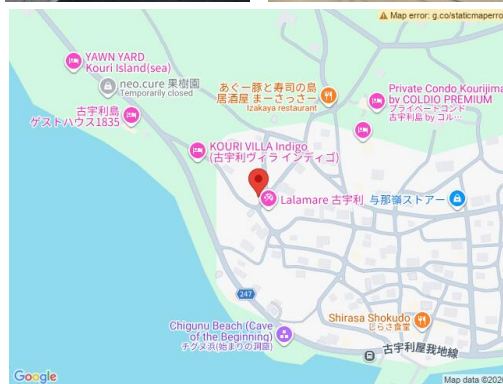 Map error: g.co/staticmaperro
YAWN YARD
Kouri Island(sea)
neo.cure 果樹園
Temporarily closed
古宇利島
ゲストハウス1835
あぐー豚と寿司の島
居酒屋 まーさっさー
Izakaya restaurant
Private Condo Kourijima
by COLDIO PREMIUM
プライベートコンド
古宇利島 by コル...
KOURI VILLA Indigo
(古宇利ヴィラ インディゴ)
Lalamare 古宇利
与那嶺ストアー
247
Shirasa Shokudo
しらさ食堂
Chigunu Beach (Cave
of the Beginning)
チグヌ浜(始まりの洞窟)
古宇利屋我地線
Google
Map data ©2026